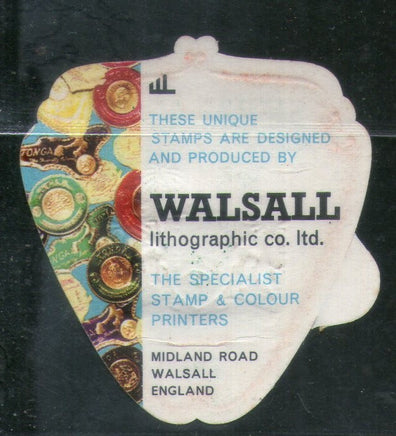 THESE UNIQUE
STAMPS ARE DESIGNED
AND PRODUCED BY
WALSALL
lithographic co. ltd.
THE SPECIALIST
STAMP & COLOUR
PRINTERS
MIDLAND ROAD
WALSALL
ENGLAND
TONGA